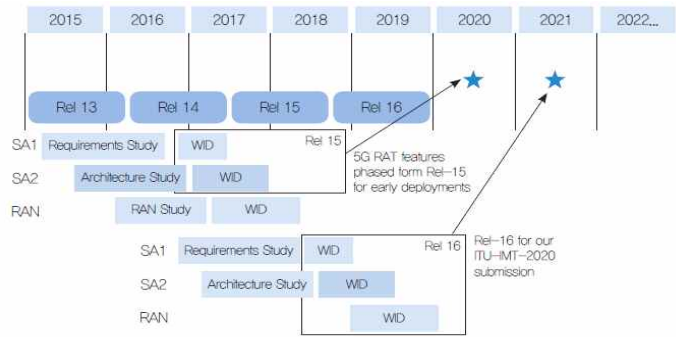 2015 2016 2017 2018 2019 2020 2021 2022...
Rel 13 Rel 14 Rel 15 Rel 16
SA1 Requirements Study WID Rel 15
SA2 Architecture Study WID
5G RAT features
phased form Rel-15
for early deployments
RAN RAN Study WID
SA1 Requirements Study WID Rel 16
Rel-16 for our
ITU-IMT-2020
submission
SA2 Architecture Study WID
RAN WID